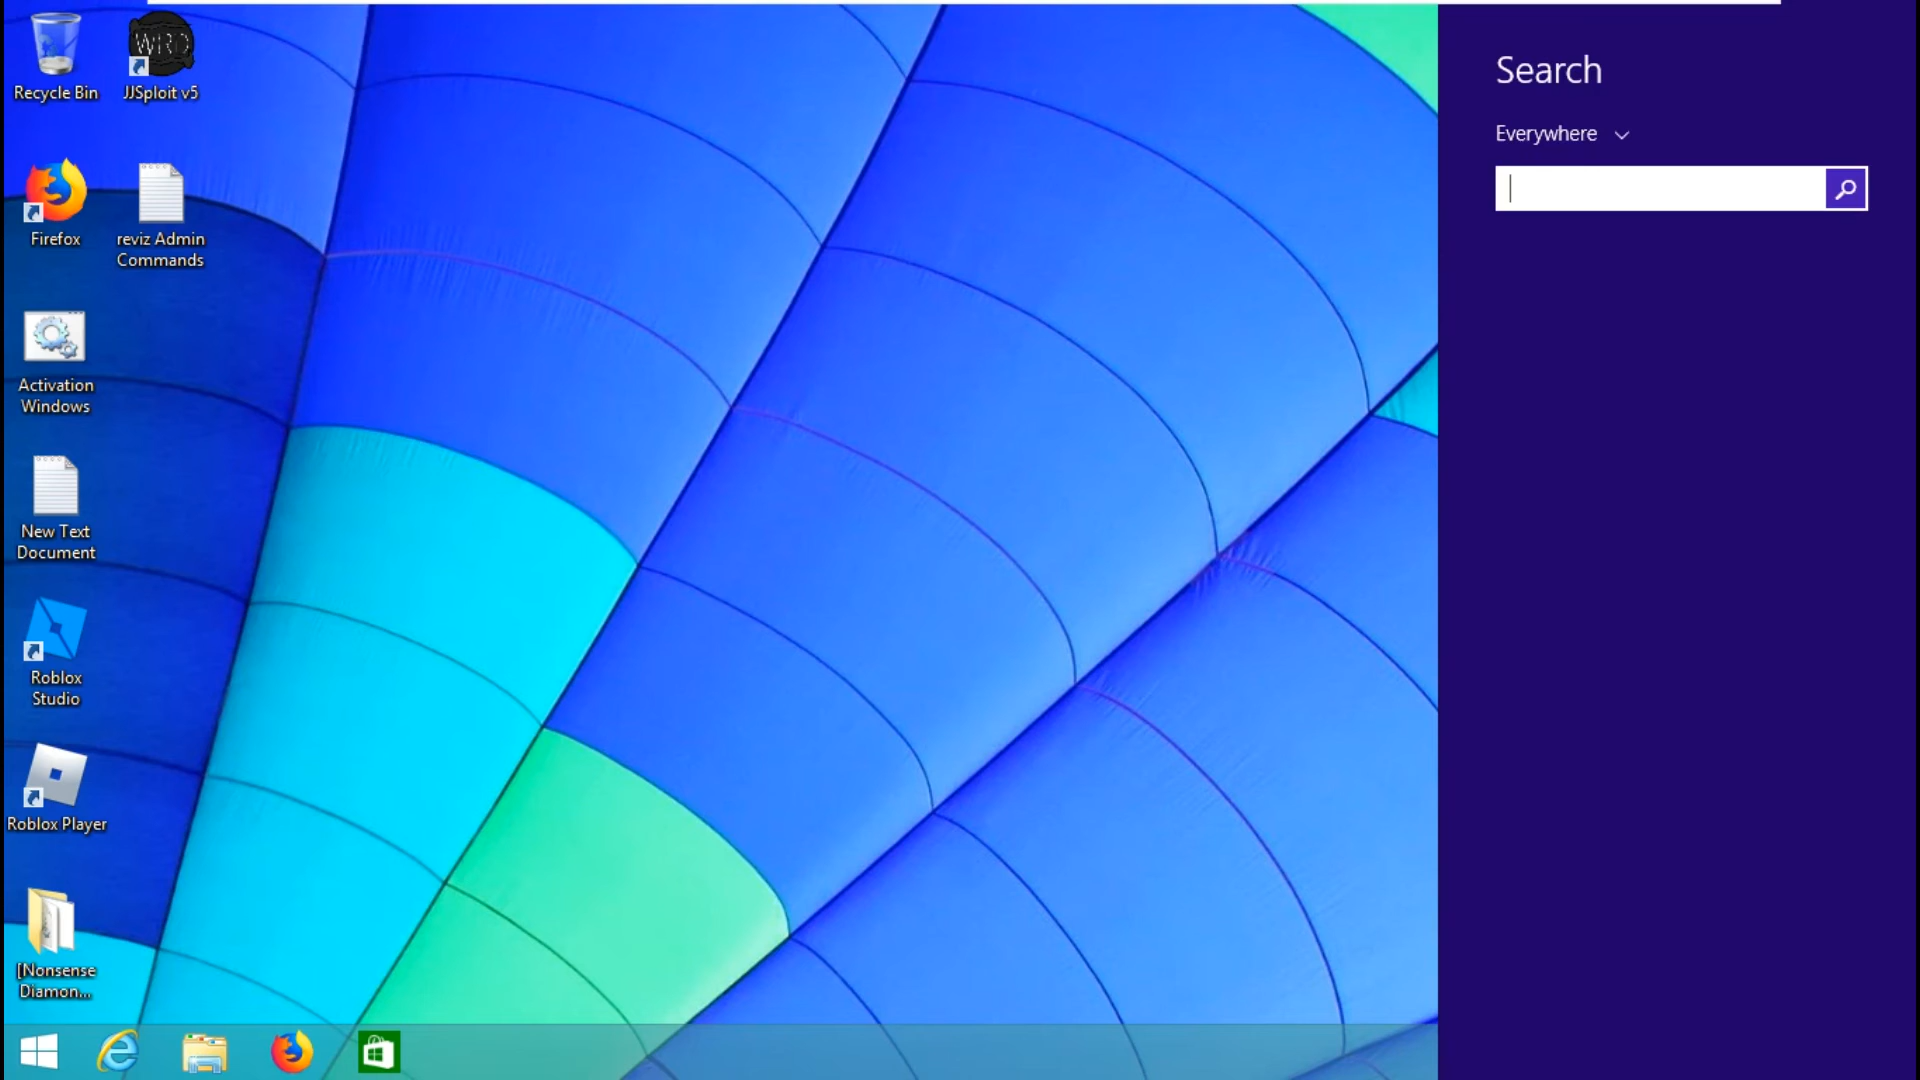 Recycle Bin
JJSploit v5
WRD
Firefox
reviz Admin
Commands
Activation
Windows
New Text
Document
Roblox
Studio
Roblox Player
[Nonsense
Diamon...
Search
Everywhere